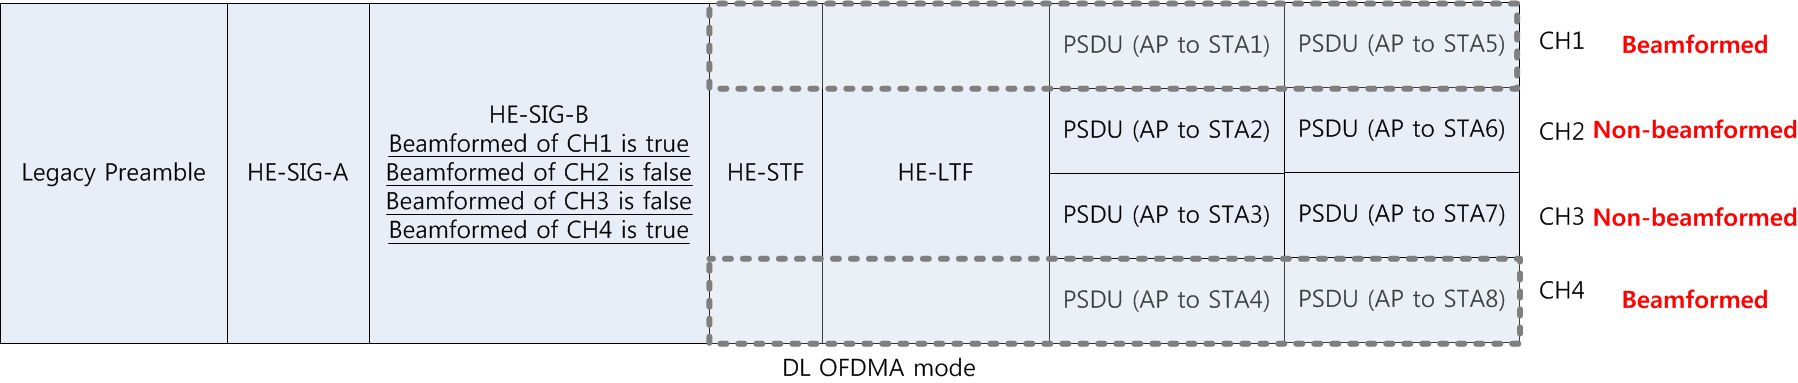 Legacy Preamble
HE-SIG-A
HE-SIG-B
Beamformed of CH1 is true
Beamformed of CH2 is false
Beamformed of CH3 is false
Beamformed of CH4 is true
HE-STF
HE-LTF
PSDU (AP to STA1)
PSDU (AP to STA5)
CH1
Beamformed
PSDU (AP to STA2)
PSDU (AP to STA6)
CH2
Non-beamformed
PSDU (AP to STA3)
PSDU (AP to STA7)
CH3
Non-beamformed
PSDU (AP to STA4)
PSDU (AP to STA8)
CH4
Beamformed
DL OFDMA mode